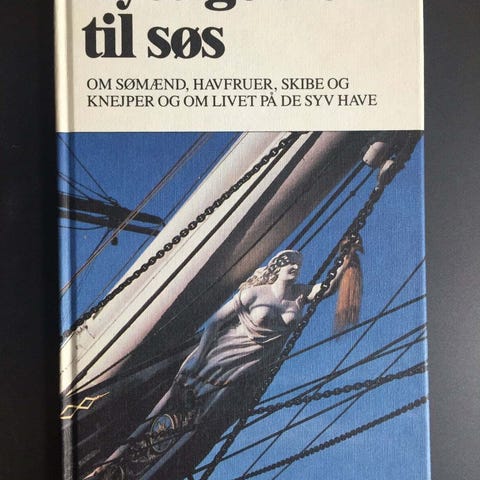 til søs
OM SØMÆND, HAVFRUER, SKIBE OG
KNEJPER OG OM LIVET PÅ DE SYV HAVE